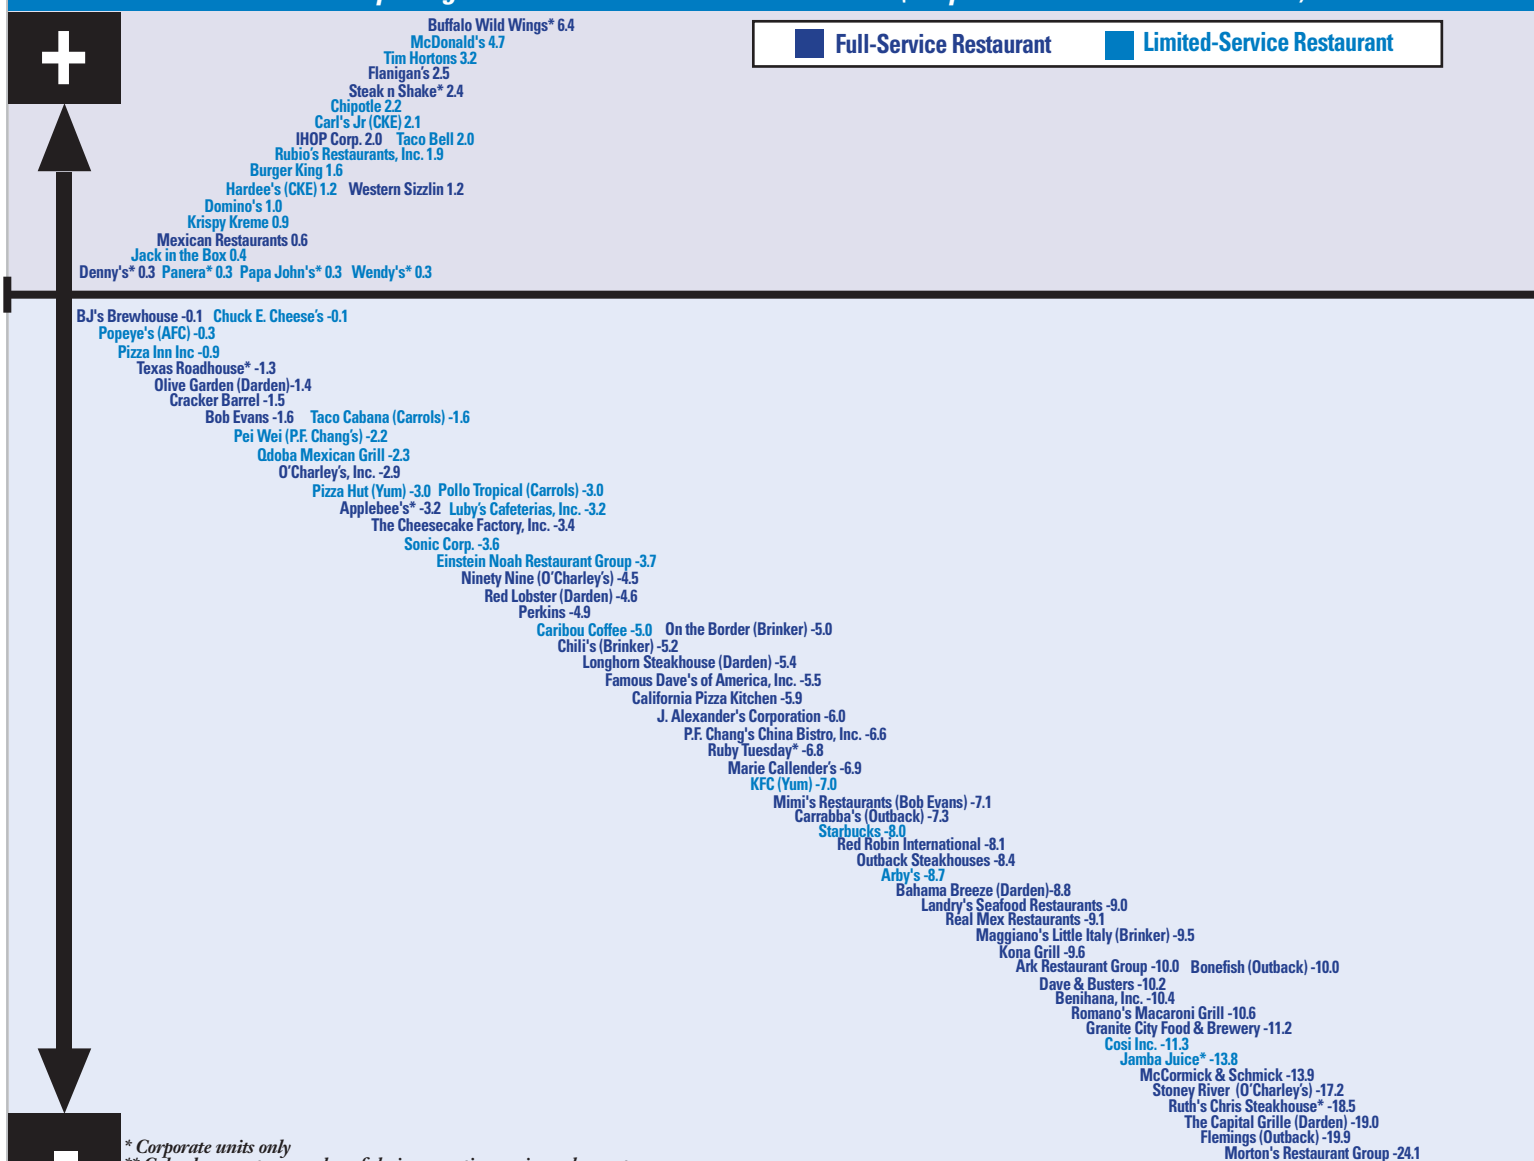 Buffalo Wild Wings* 6.4
McDonald's 4.7
Full-Service Restaurant Limited-Service Restaurant
Tim Hortons 3.2
Flanigan's 2.5
Steak n Shake* 2.4
Chipotle 2.2
Carl's Jr (CKE) 2.1
IHOP Corp. 2.0 Taco Bell 2.0
Rubio's Restaurants, Inc. 1.9
Burger King 1.6
Hardee's (CKE) 1.2 Western Sizzlin 1.2
Domino's 1.0
Krispy Kreme 0.9
Mexican Restaurants 0.6
Jack in the Box 0.4
Denny's* 0.3 Panera* 0.3 Papa John's* 0.3 Wendy's* 0.3
BJ's Brewhouse -0.1 Chuck E. Cheese's -0.1
Popeye's (AFC) -0.3
Pizza Inn Inc -0.9
Texas Roadhouse* -1.3
Olive Garden (Darden)-1.4
Cracker Barrel -1.5
Bob Evans -1.6 Taco Cabana (Carrols) -1.6
Pei Wei (P.F. Chang's) -2.2
Qdoba Mexican Grill -2.3
O'Charley's, Inc. -2.9
Pizza Hut (Yum) -3.0 Pollo Tropical (Carrols) -3.0
Applebee's* -3.2 Luby's Cafeterias, Inc. -3.2
The Cheesecake Factory, Inc. -3.4
Sonic Corp. -3.6
Einstein Noah Restaurant Group -3.7
Ninety Nine (O'Charley's) -4.5
Red Lobster (Darden) -4.6
Perkins -4.9
Caribou Coffee -5.0 On the Border (Brinker) -5.0
Chili's (Brinker) -5.2
Longhorn Steakhouse (Darden) -5.4
Famous Dave's of America, Inc. -5.5
California Pizza Kitchen -5.9
J. Alexander's Corporation -6.0
P.F. Chang's China Bistro, Inc. -6.6
Ruby Tuesday* -6.8
Marie Callender's -6.9
KFC (Yum) -7.0
Mimi's Restaurants (Bob Evans) -7.1
Carrabba's (Outback) -7.3
Starbucks -8.0
Red Robin International -8.1
Outback Steakhouses -8.4
Arby's -8.7
Bahama Breeze (Darden)-8.8
Landry's Seafood Restaurants -9.0
Real Mex Restaurants -9.1
Maggiano's Little Italy (Brinker) -9.5
Kona Grill -9.6
Ark Restaurant Group -10.0 Bonefish (Outback) -10.0
Dave & Busters -10.2
Benihana, Inc. -10.4
Romano's Macaroni Grill -10.6
Granite City Food & Brewery -11.2
Cosi Inc. -11.3
Jamba Juice* -13.8
McCormick & Schmick -13.9
Stoney River (O'Charley's) -17.2
Ruth's Chris Steakhouse* -18.5
The Capital Grille (Darden) -19.0
Flemings (Outback) -19.9
* Corporate units only
Morton's Restaurant Group -24.1